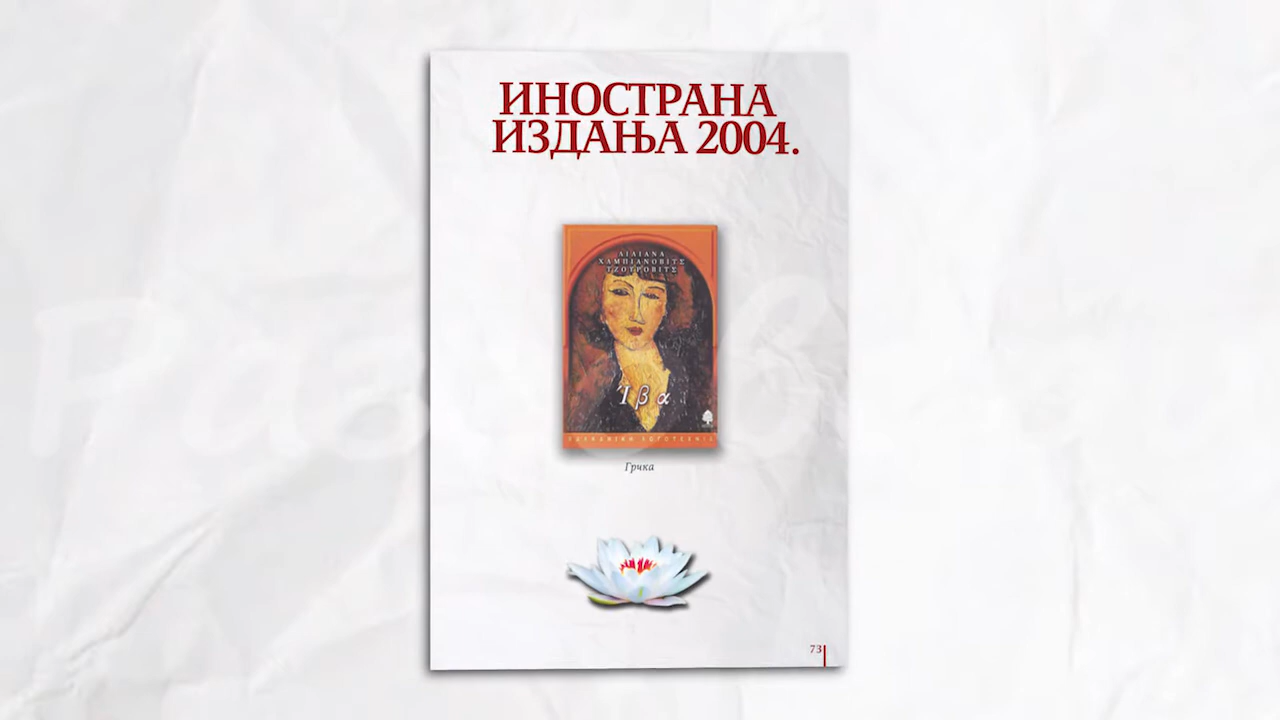 ИНОСТРАНА
ИЗДАЊА 2004.
ΛΙΛΙΑΝΑ
ΧΑΜΠΙΑΝΟΒΙΤΣ
ΤΖΟΥΡΟΒΙΤΣ
Ίβα
Грчка
73